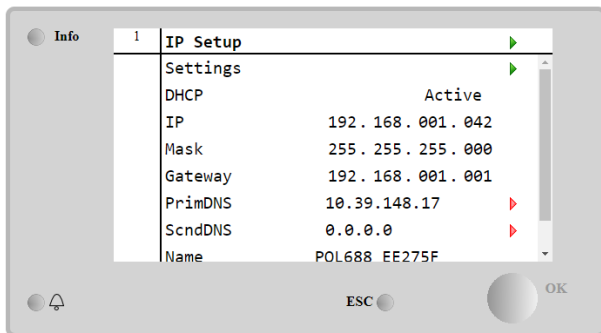 Info
1 IP Setup
Settings
DHCP Active
IP 192.168.001.042
Mask 255.255.255.000
Gateway 192.168.001.001
PrimDNS 10.39.148.17
ScndDNS 0.0.0.0
Name POL688_EE275F
ESC
OK